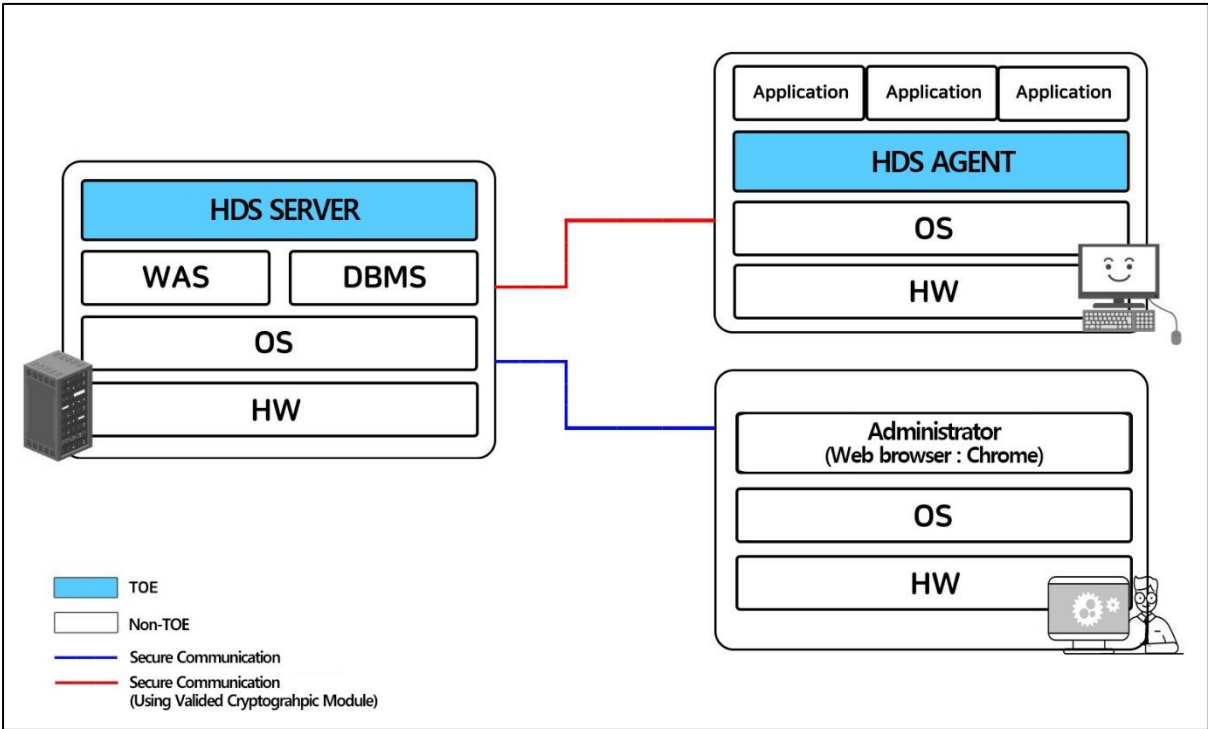 HDS SERVER
WAS
DBMS
OS
HW
Application
Application
Application
HDS AGENT
OS
HW
Administrator
(Web browser : Chrome)
OS
HW
TOE
Non-TOE
Secure Communication
Secure Communication
(Using Valided Cryptograhpic Module)